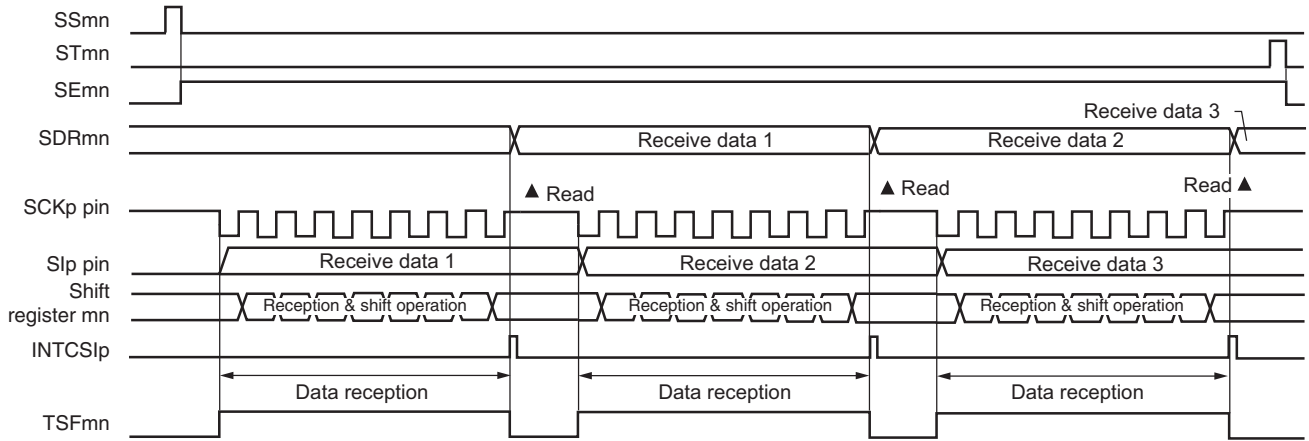 SSmn
STmn
SEmn
Receive data 3
SDRmn
Receive data 1
Receive data 2
▲ Read
▲ Read
Read ▲
SCKp pin
SIp pin
Receive data 1
Receive data 2
Receive data 3
Shift
register mn
Reception & shift operation
Reception & shift operation
Reception & shift operation
INTCSIp
Data reception
Data reception
Data reception
TSFmn